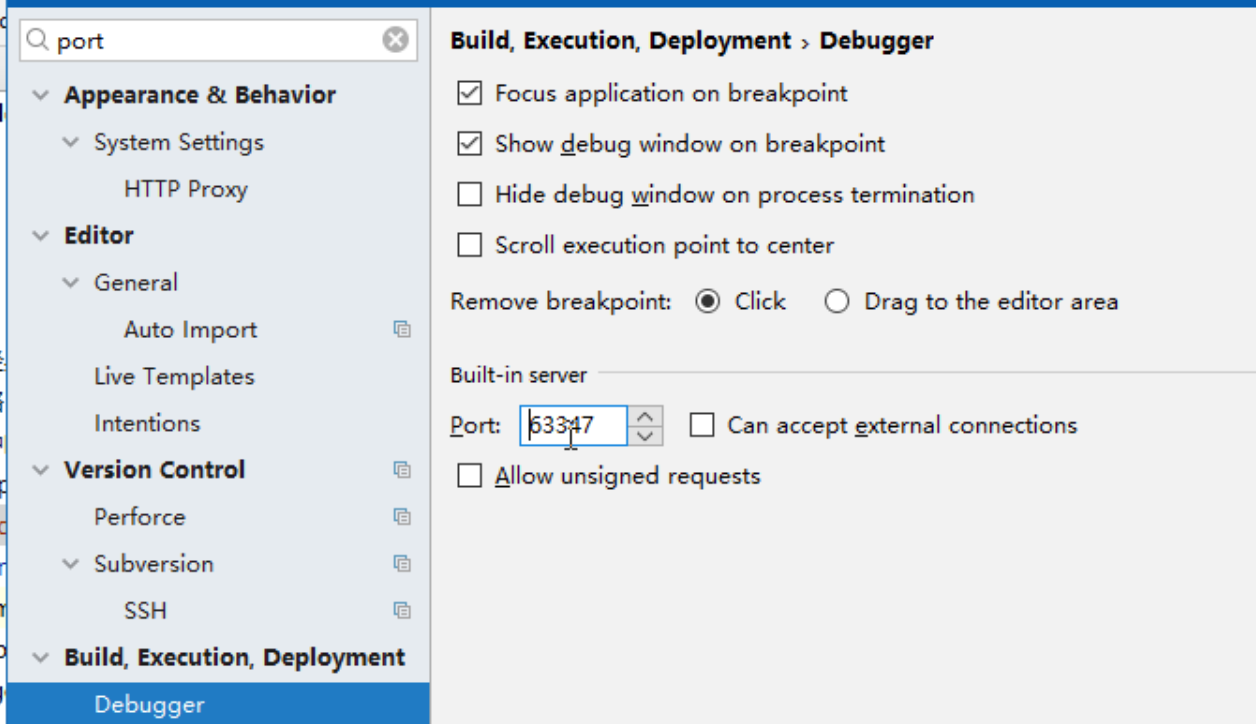 port
Appearance & Behavior
System Settings
HTTP Proxy
Editor
General
Auto Import
Live Templates
Intentions
Version Control
Perforce
Subversion
SSH
Build, Execution, Deployment
Debugger
Build, Execution, Deployment › Debugger
Focus application on breakpoint
Show debug window on breakpoint
Hide debug window on process termination
Scroll execution point to center
Remove breakpoint: Click Drag to the editor area
Built-in server
Port: 63347 Can accept external connections
Allow unsigned requests